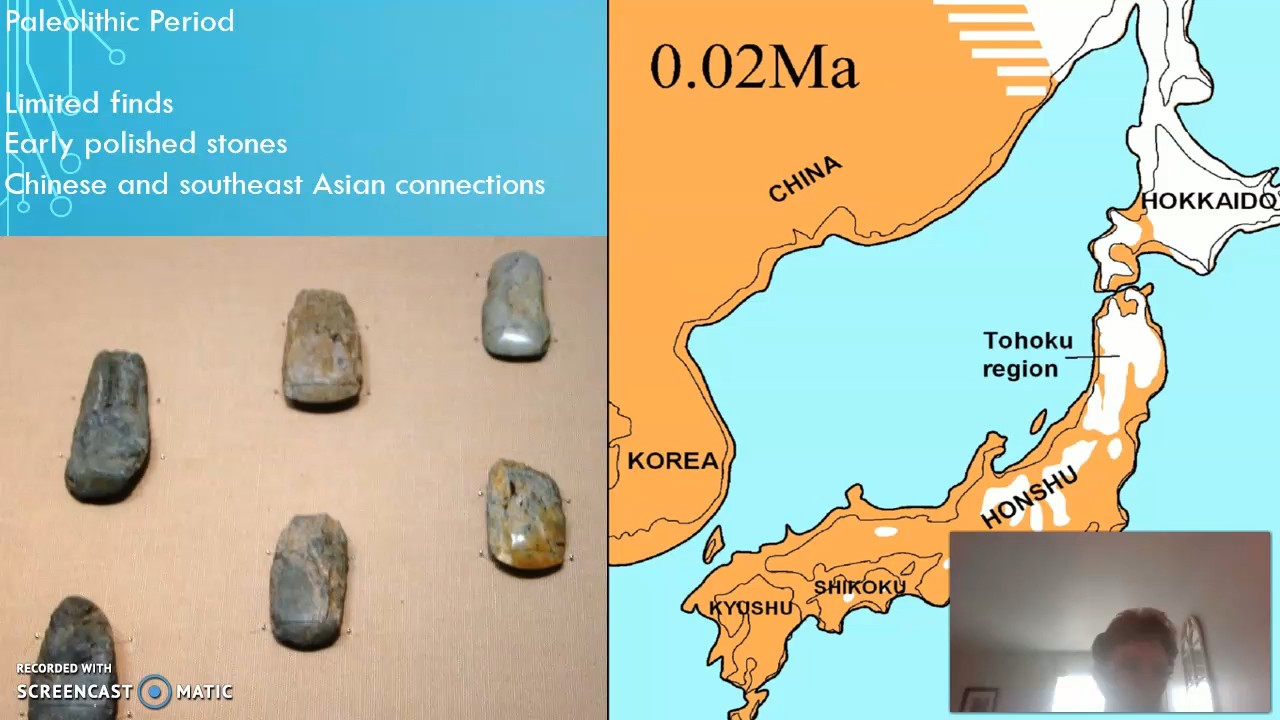 Paleolithic Period
Limited finds
Early polished stones
Chinese and southeast Asian connections
0.02Ma
CHINA
HOKKAIDO
Tohoku
region
KOREA
HONSHU
SHIKOKU
KYUSHU
RECORDED WITH
SCREENCAST MATIC